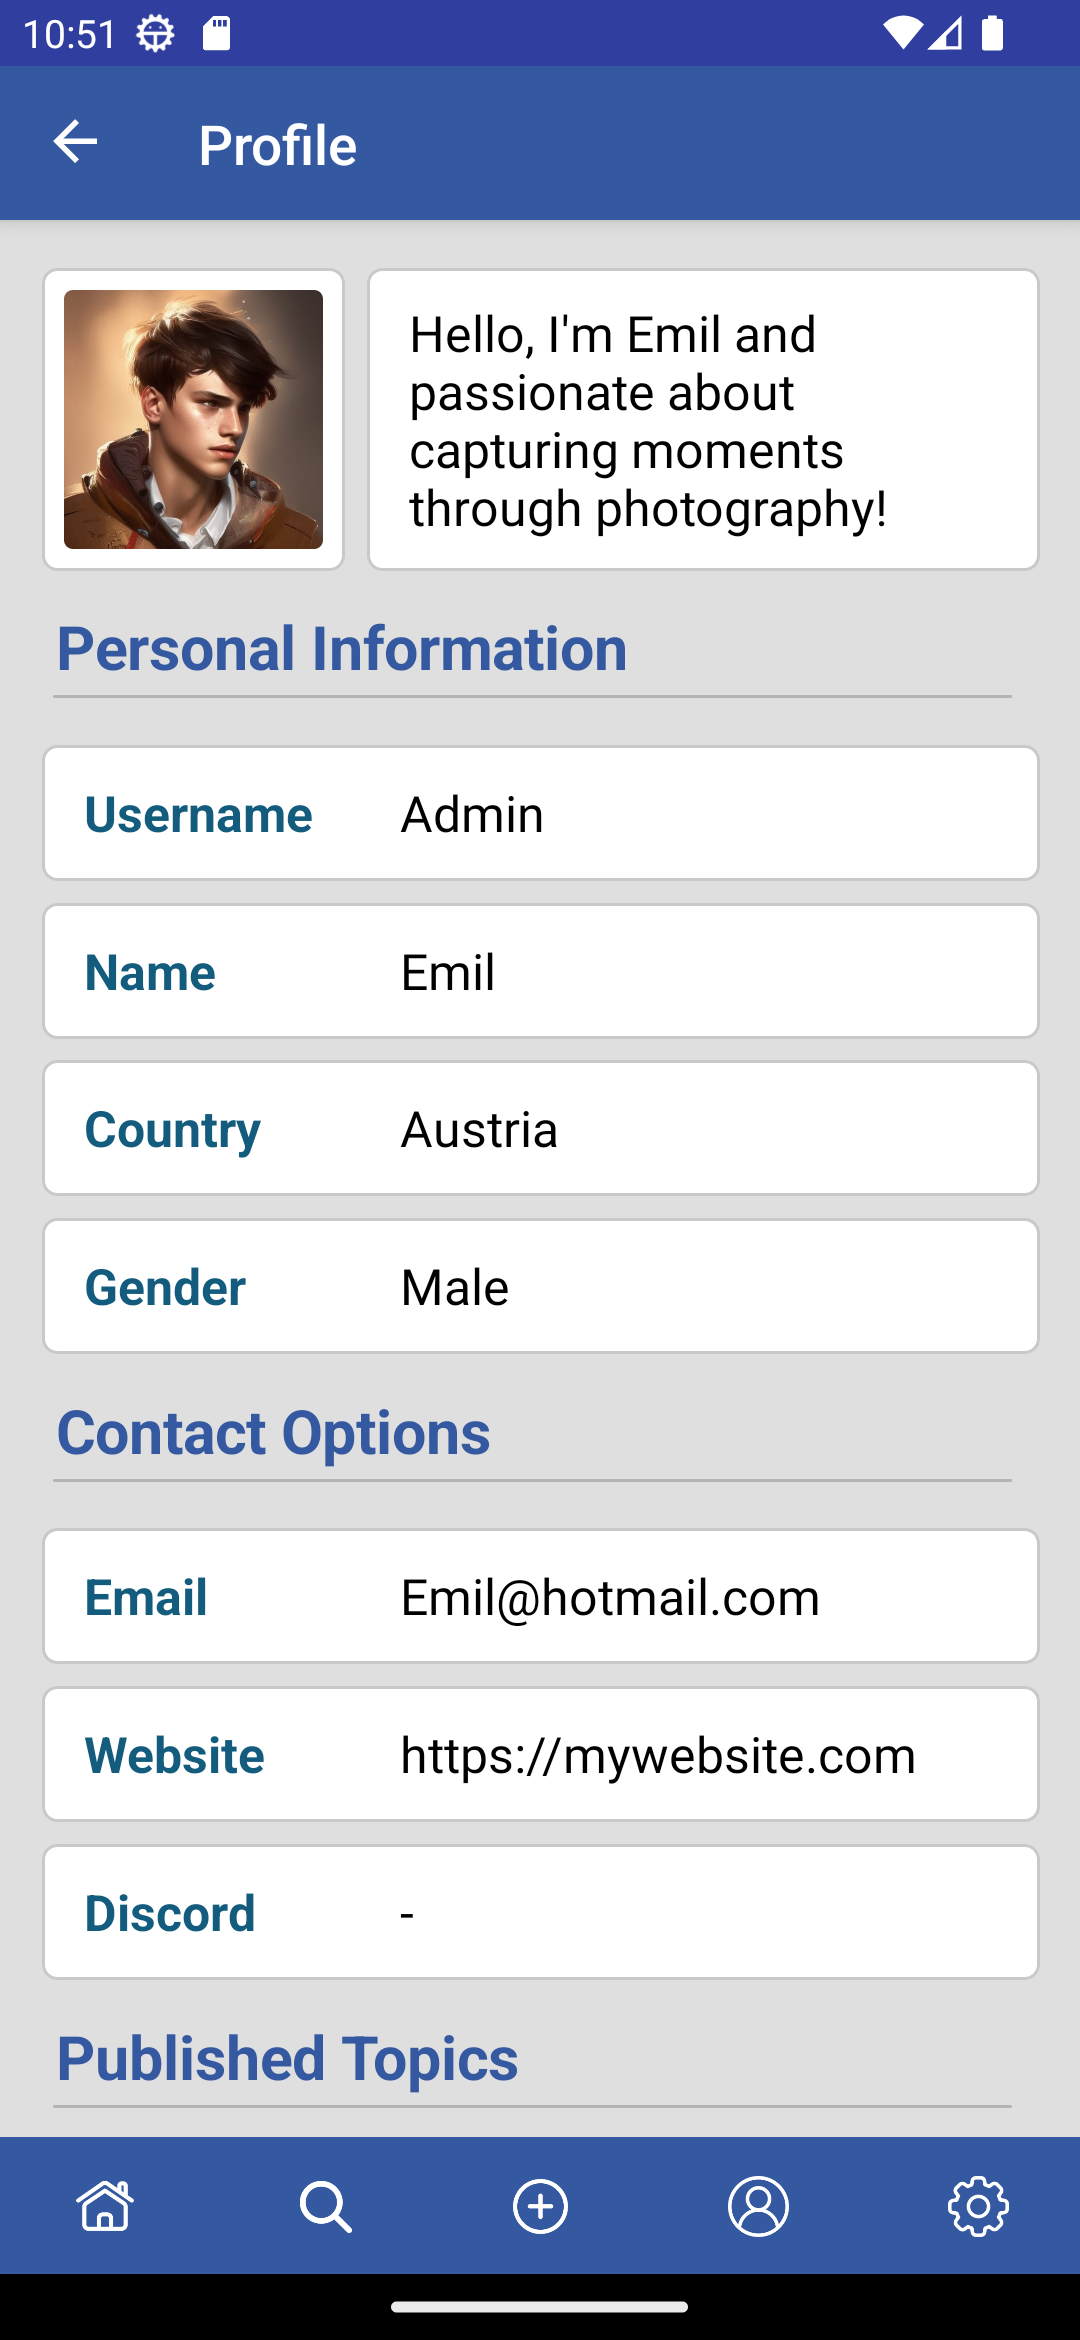 10:51
Profile
Hello, I'm Emil and
passionate about
capturing moments
through photography!
Personal Information
Username Admin
Name Emil
Country Austria
Gender Male
Contact Options
Email Emil@hotmail.com
Website https://mywebsite.com
Discord -
Published Topics